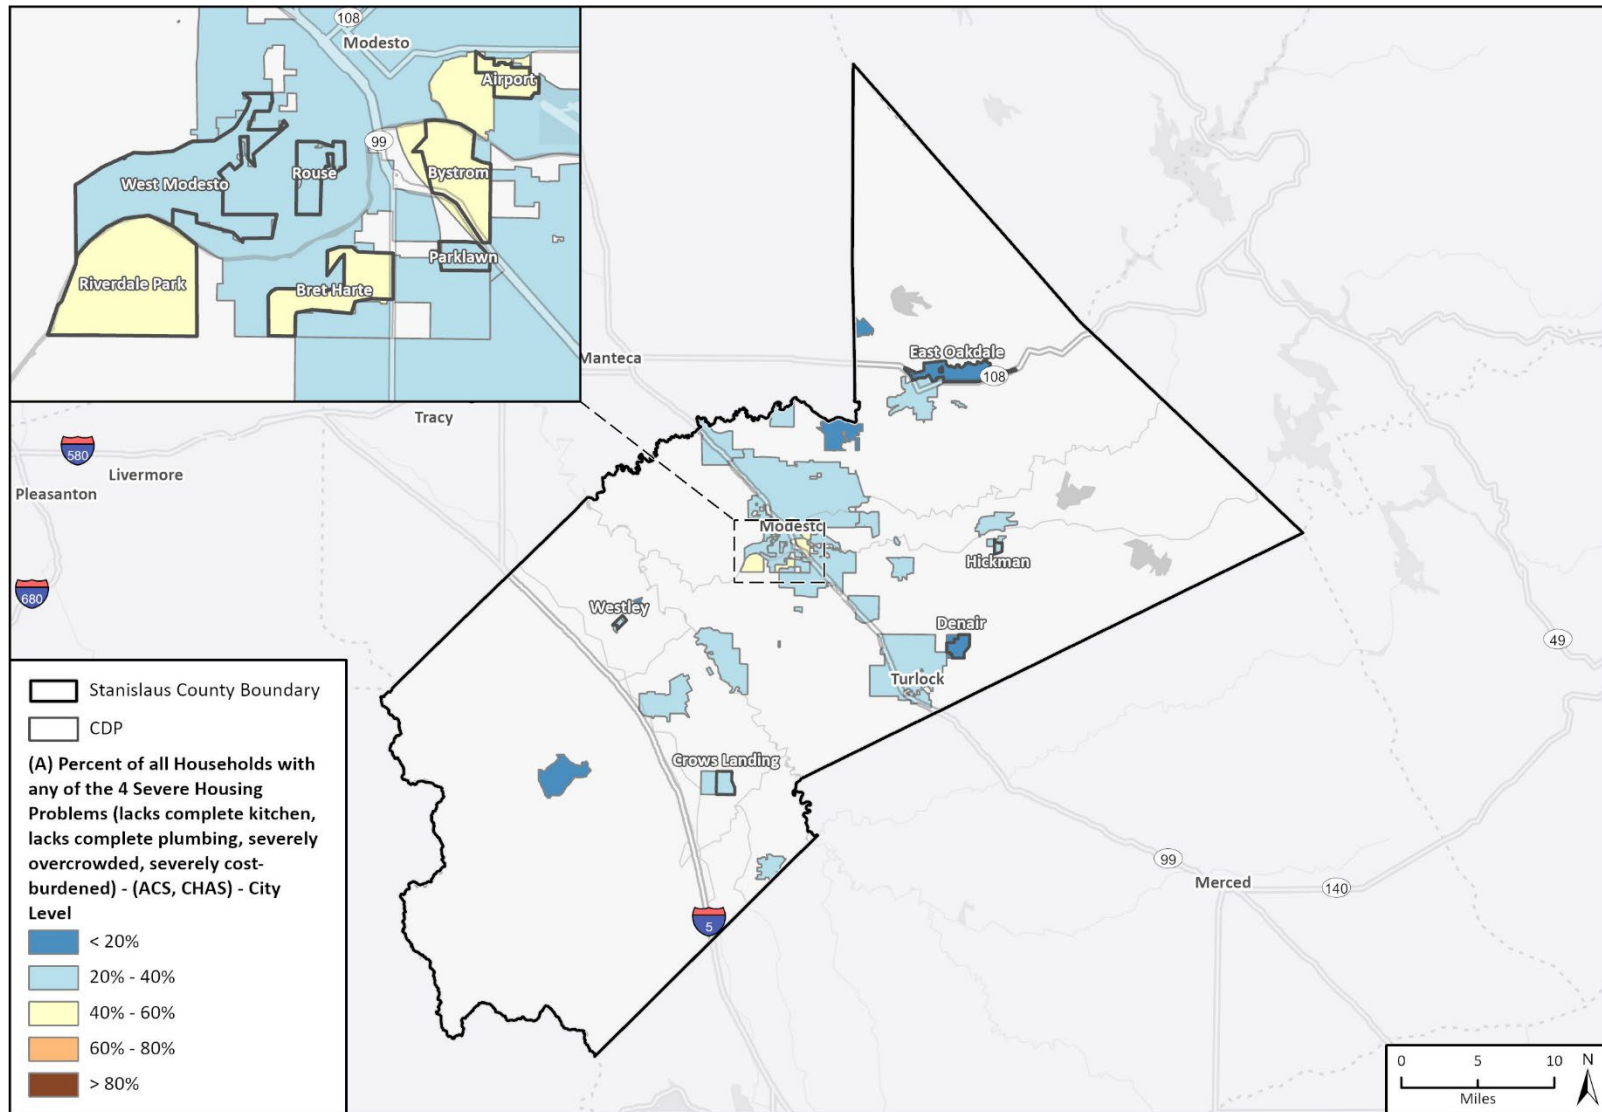 108
Modesto
Airport
99
West Modesto
Rouse
Bystrom
Parklawn
Riverdale Park
Bret Harte
Manteca
East Oakdale
108
Tracy
580
Livermore
Pleasanton
Modesto
Hickman
680
Westley
Denair
49
Turlock
Crows Landing
99
Merced
140
5
Stanislaus County Boundary
CDP
(A) Percent of all Households with
any of the 4 Severe Housing
Problems (lacks complete kitchen,
lacks complete plumbing, severely
overcrowded, severely cost-
burdened) - (ACS, CHAS) - City
Level
< 20%
20% - 40%
40% - 60%
60% - 80%
> 80%
0 5 10 N
Miles